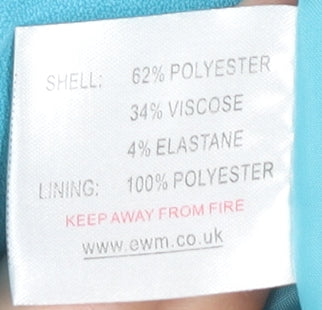 SHELL: 62% POLYESTER
34% VISCOSE
4% ELASTANE
LINING: 100% POLYESTER
KEEP AWAY FROM FIRE
www.ewm.co.uk